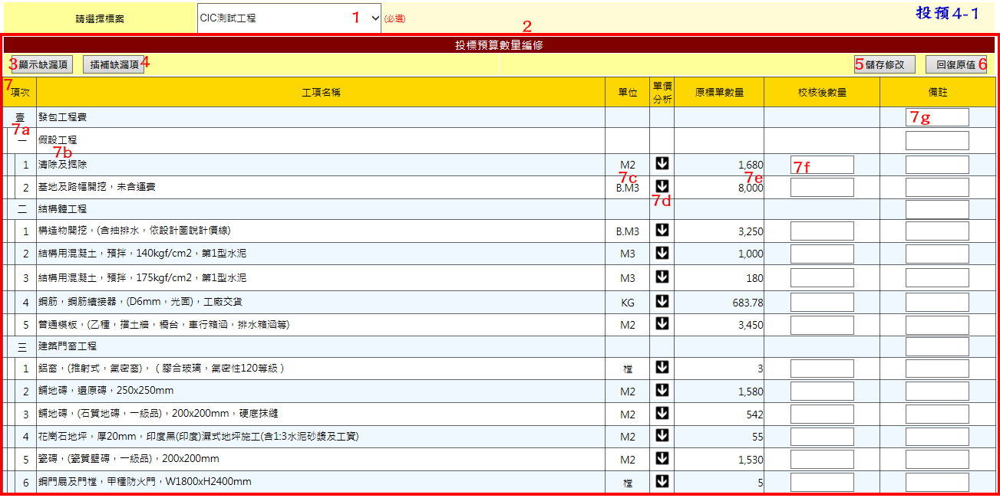 請選擇標案 CIC測試工程 1 (必選) 投預4-1
2
投標預算數量編修
3 顯示缺漏項 插補缺漏項 4 5 儲存修改 回復原值 6
7
項次 工項名稱 單位 單價分析 原標單數量 校核後數量 備註
壹 發包工程費 7g
7a
一 假設工程
7b
1 清除及掘除 M2 1,680 7f
7c 7e
2 基地及路幅開挖，未含運費 B.M3 8,000
7d
二 結構體工程
1 構造物開挖，(含抽排水，依設計圖說計價線) B.M3 3,250
2 結構用混凝土，預拌，140kgf/cm2，第1型水泥 M3 1,000
3 結構用混凝土，預拌，175kgf/cm2，第1型水泥 M3 180
4 鋼筋，鋼筋續接器，(D6mm，光面)，工廠交貨 KG 683.78
5 普通模板，(乙種，擋土牆，橋台，車行箱涵，排水箱涵等) M2 3,450
三 建築門窗工程
1 鋁窗，(推射式，氣密窗)，（膠合玻璃，氣密性120等級） 樘 3
2 舖地磚，還原磚，250x250mm M2 1,580
3 舖地磚，(石質地磚，一級品)，200x200mm，硬底抹縫 M2 542
4 花崗石地坪，厚20mm，印度黑(印度)濕式地坪施工(含1:3水泥砂漿及工資) M2 55
5 瓷磚，(瓷質壁磚，一級品)，200x200mm M2 1,530
6 鋼門扇及門樘，甲種防火門，W1800xH2400mm 樘 5